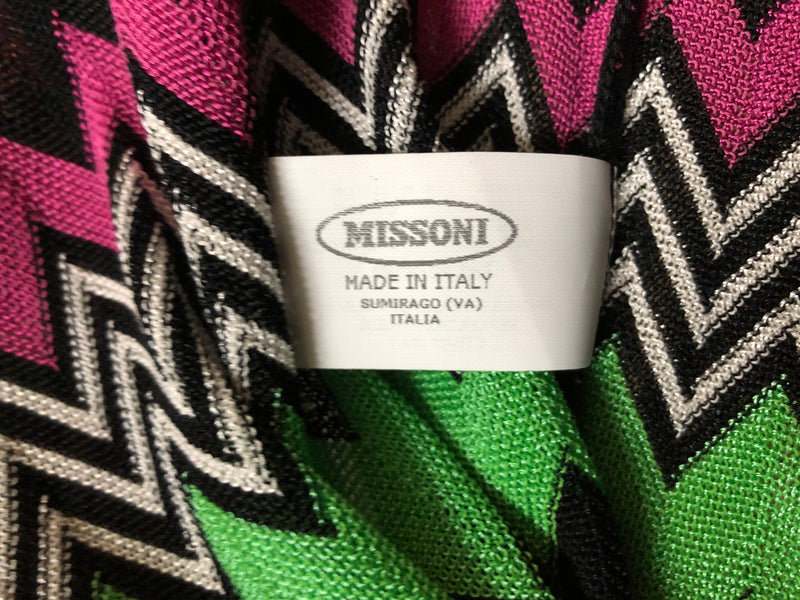 MISSONI
MADE IN ITALY
SUMIRAGO (VA)
ITALIA